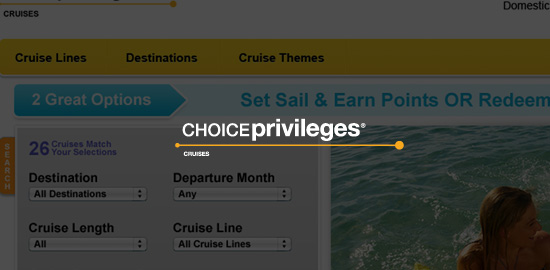 CRUISES
Domestic
Cruise Lines Destinations Cruise Themes
2 Great Options
Set Sail & Earn Points OR Redeem
CHOICEprivileges®
CRUISES
SEARCH
26 Cruises Match
Your Selections
Destination
All Destinations
Departure Month
Any
Cruise Length
All
Cruise Line
All Cruise Lines